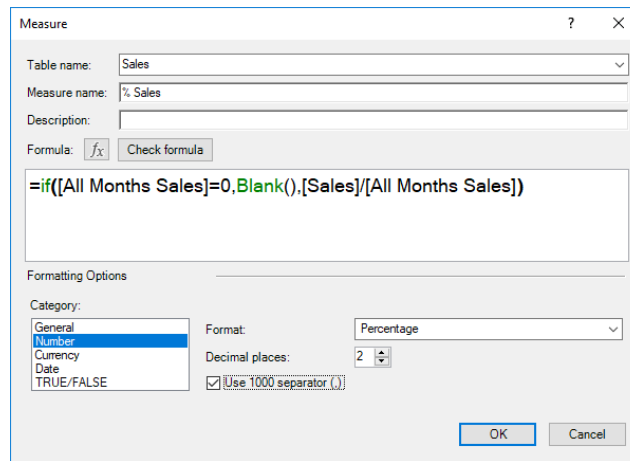 Measure ?
Table name: Sales
Measure name: % Sales
Description:
Formula: fx Check formula
=if([All Months Sales]=0,Blank(),[Sales]/[All Months Sales])
Formatting Options
Category:
General
Number
Currency
Date
TRUE/FALSE
Format: Percentage
Decimal places: 2
Use 1000 separator (,)
OK Cancel